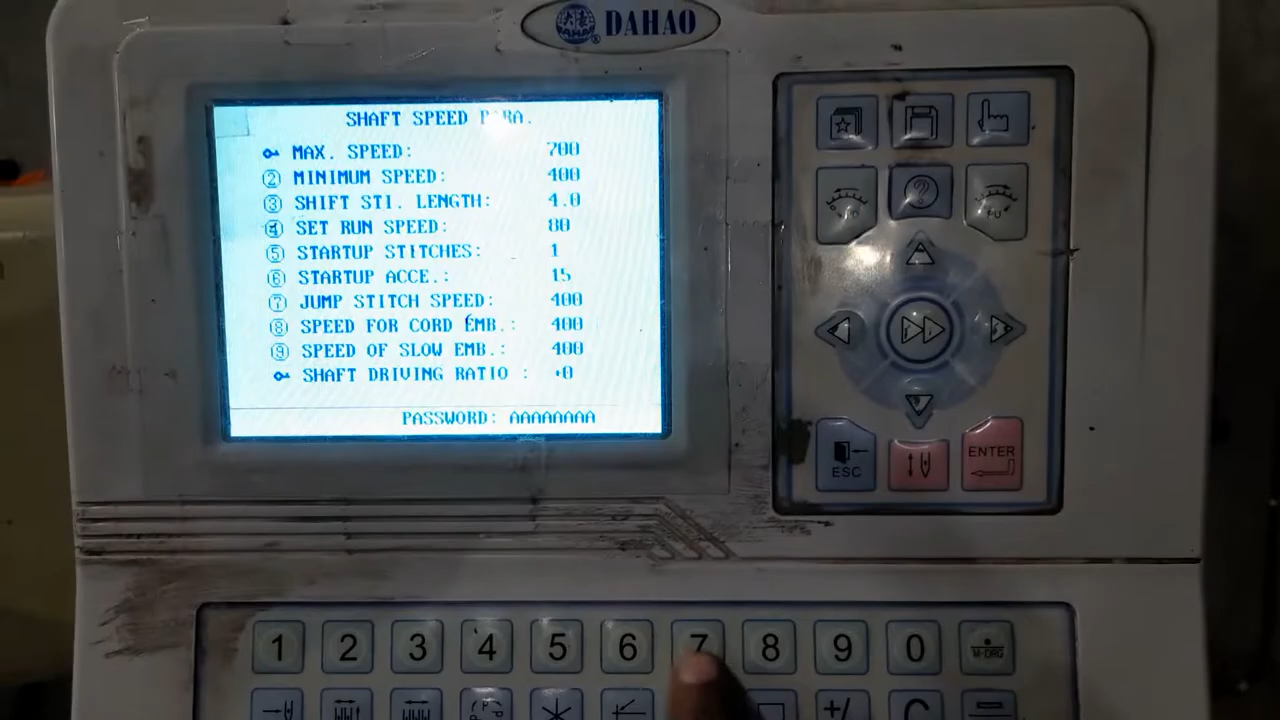 DAHAO
SHAFT SPEED PARA.
MAX. SPEED: 700
② MINIMUM SPEED: 400
③ SHIFT STI. LENGTH: 4.0
④ SET RUN SPEED: 80
⑤ STARTUP STITCHES: 1
⑥ STARTUP ACCE.: 15
⑦ JUMP STITCH SPEED: 400
⑧ SPEED FOR CORD EMB.: 400
⑨ SPEED OF SLOW EMB.: 400
SHAFT DRIVING RATIO : +0
PASSWORD: AAAAAAAA
ESC
ENTER
1 2 3 4 5 6 7 8 9 0
M-ORG
+/- C